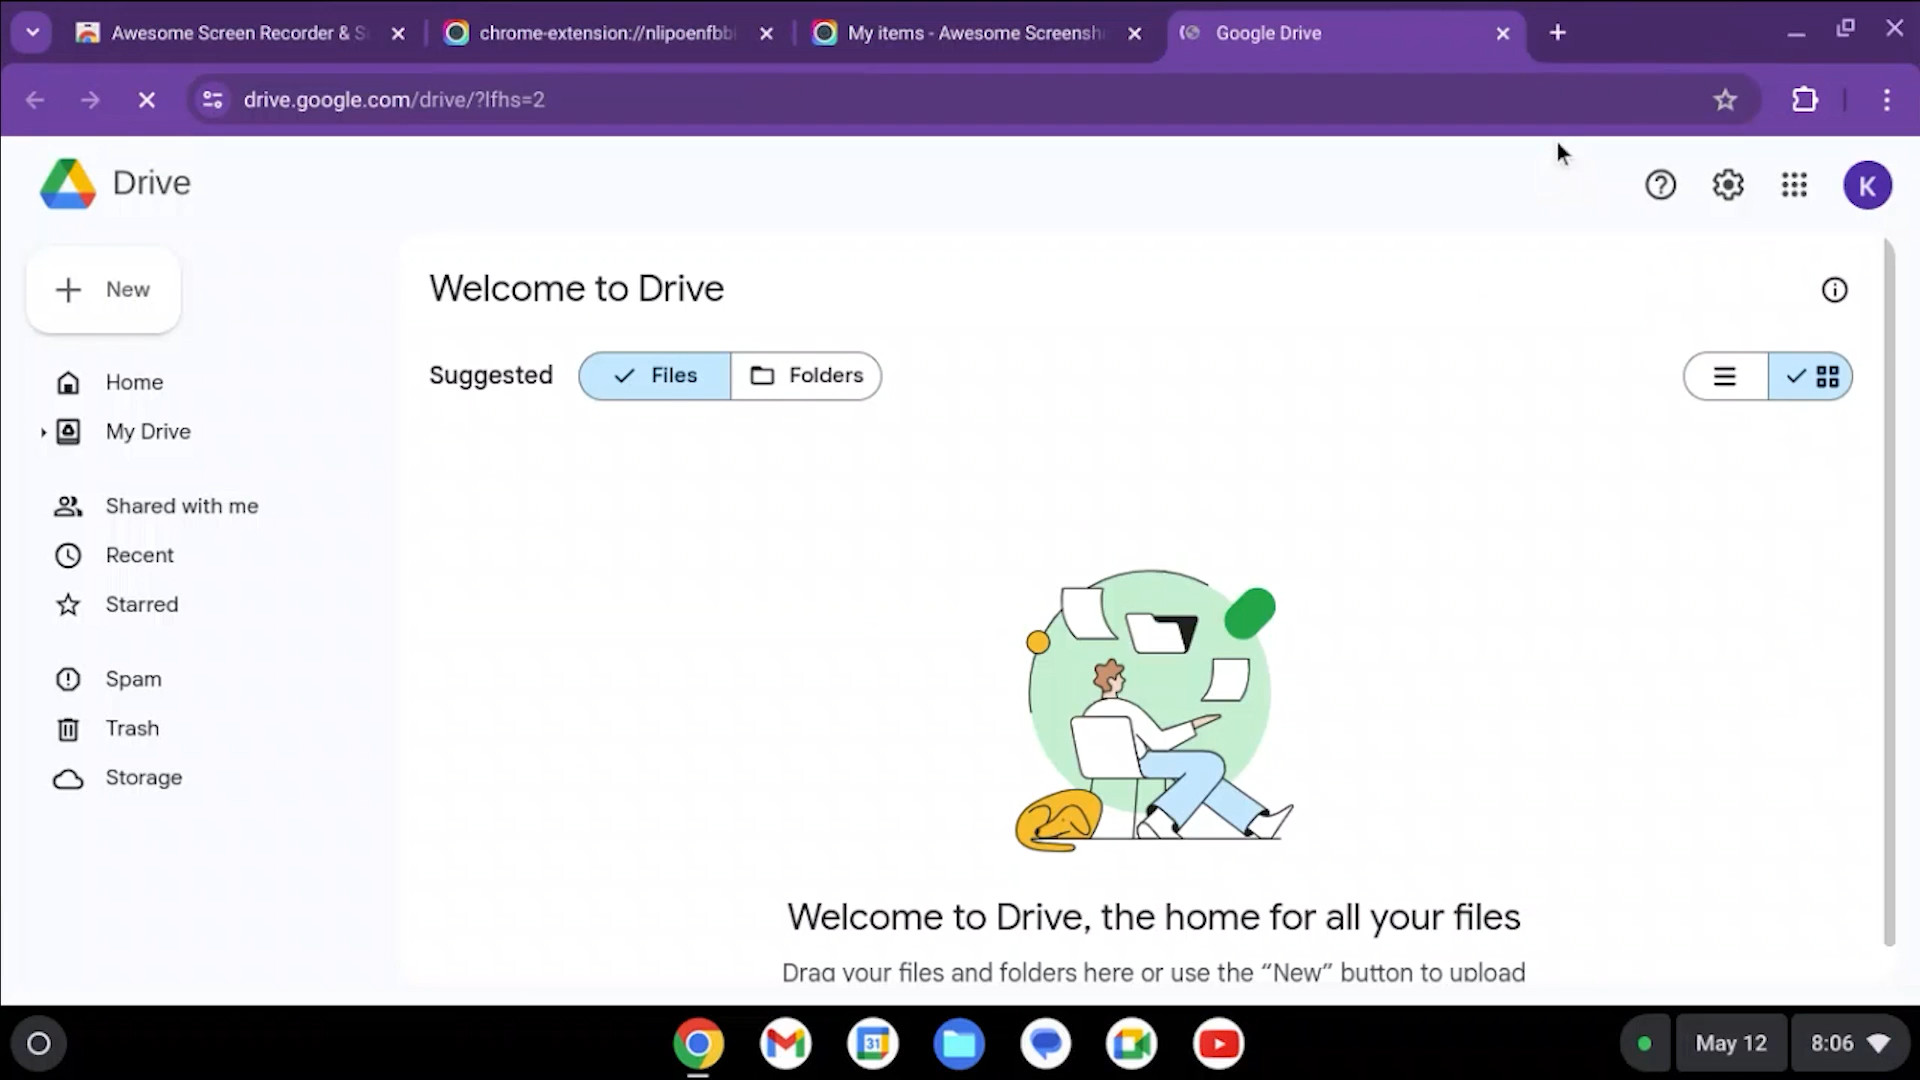 Awesome Screen Recorder & S
chrome-extension://nlipoenfbb
My items - Awesome Screensh
Google Drive
drive.google.com/drive/?lfhs=2
Drive
K
New
Home
My Drive
Shared with me
Recent
Starred
Spam
Trash
Storage
Welcome to Drive
Suggested
Files
Folders
Welcome to Drive, the home for all your files
Drag your files and folders here or use the “New” button to upload
31
May 12
8:06